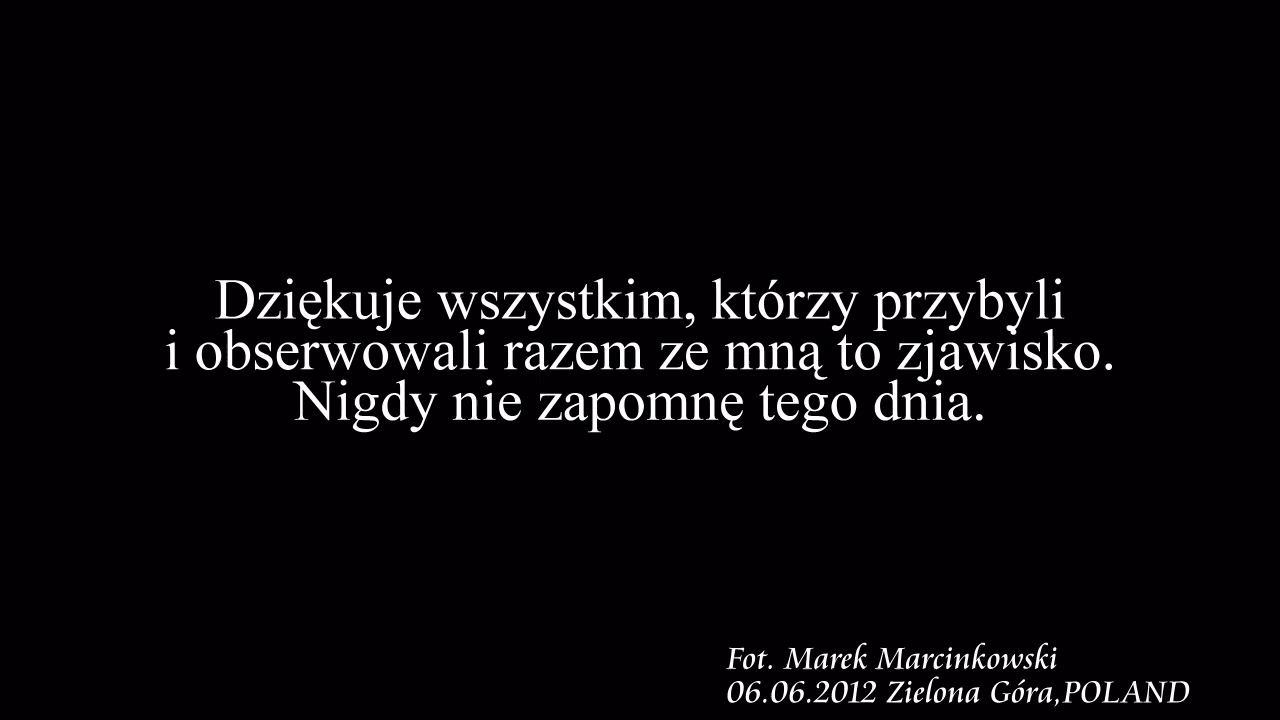 Dziękuje wszystkim, którzy przybyli
i obserwowali razem ze mną to zjawisko.
Nigdy nie zapomnę tego dnia.
Fot. Marek Marcinkowski
06.06.2012 Zielona Góra,POLAND